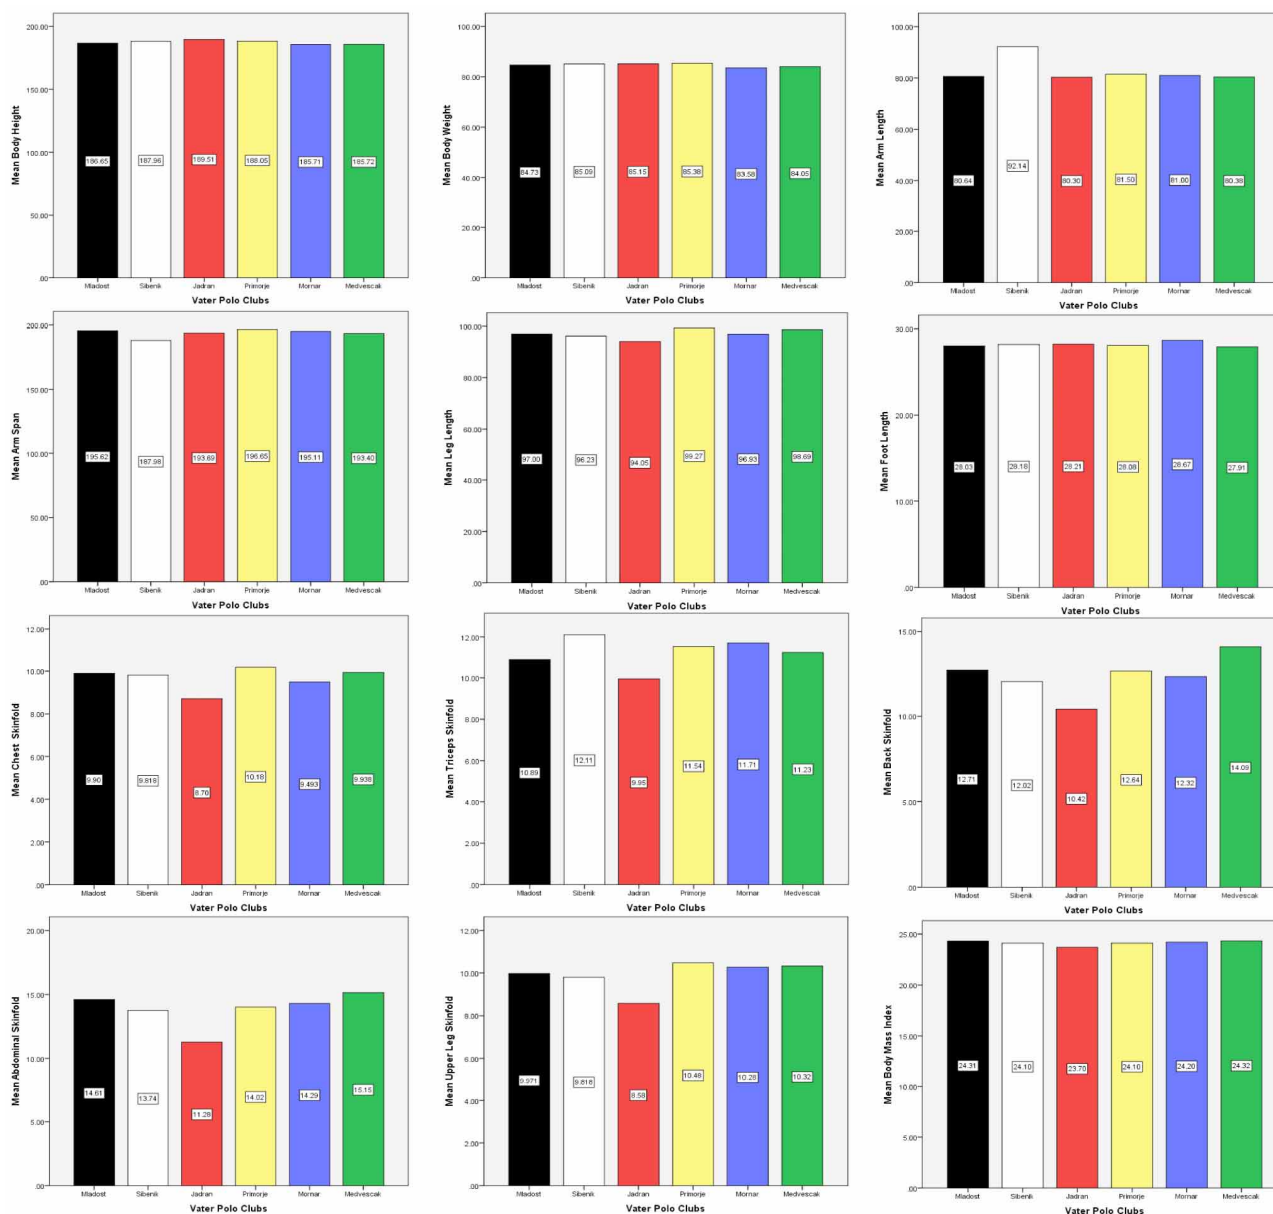 Mean Body Height
200.00
150.00
100.00
50.00
.00
186.65 187.96 189.51 188.05 185.71 185.72
Mladost Sibenik Jadran Primorje Mornar Medvescak
Vater Polo Clubs
Mean Body Weight
100.00
80.00
60.00
40.00
20.00
.00
84.73 85.09 85.15 85.38 83.58 84.05
Mladost Sibenik Jadran Primorje Mornar Medvescak
Vater Polo Clubs
Mean Arm Length
100.00
80.00
60.00
40.00
20.00
.00
80.64 92.14 80.30 81.50 81.00 80.38
Mladost Sibenik Jadran Primorje Mornar Medvescak
Vater Polo Clubs
Mean Arm Span
200.00
150.00
100.00
50.00
.00
195.62 187.98 193.69 196.65 195.11 193.40
Mladost Sibenik Jadran Primorje Mornar Medvescak
Vater Polo Clubs
Mean Leg Length
100.00
80.00
60.00
40.00
20.00
.00
97.00 96.23 94.05 99.27 96.93 98.69
Mladost Sibenik Jadran Primorje Mornar Medvescak
Vater Polo Clubs
Mean Foot Length
30.00
20.00
10.00
.00
28.03 28.18 28.21 28.08 28.67 27.91
Mladost Sibenik Jadran Primorje Mornar Medvescak
Vater Polo Clubs
Mean Chest Skinfold
12.00
10.00
8.00
6.00
4.00
2.00
.00
9.90 9.818 8.70 10.18 9.493 9.938
Mladost Sibenik Jadran Primorje Mornar Medvescak
Vater Polo Clubs
Mean Triceps Skinfold
12.00
10.00
8.00
6.00
4.00
2.00
.00
10.89 12.11 9.95 11.54 11.71 11.23
Mladost Sibenik Jadran Primorje Mornar Medvescak
Vater Polo Clubs
Mean Back Skinfold
15.00
10.00
5.00
.00
12.71 12.02 10.42 12.64 12.32 14.09
Mladost Sibenik Jadran Primorje Mornar Medvescak
Vater Polo Clubs
Mean Abdominal Skinfold
20.00
15.00
10.00
5.00
.00
14.61 13.74 11.28 14.02 14.29 15.15
Mladost Sibenik Jadran Primorje Mornar Medvescak
Vater Polo Clubs
Mean Upper Leg Skinfold
12.00
10.00
8.00
6.00
4.00
2.00
.00
9.971 9.818 8.58 10.48 10.28 10.32
Mladost Sibenik Jadran Primorje Mornar Medvescak
Vater Polo Clubs
Mean Body Mass Index
25.00
20.00
15.00
10.00
5.00
.00
24.31 24.10 23.70 24.10 24.20 24.32
Mladost Sibenik Jadran Primorje Mornar Medvescak
Vater Polo Clubs